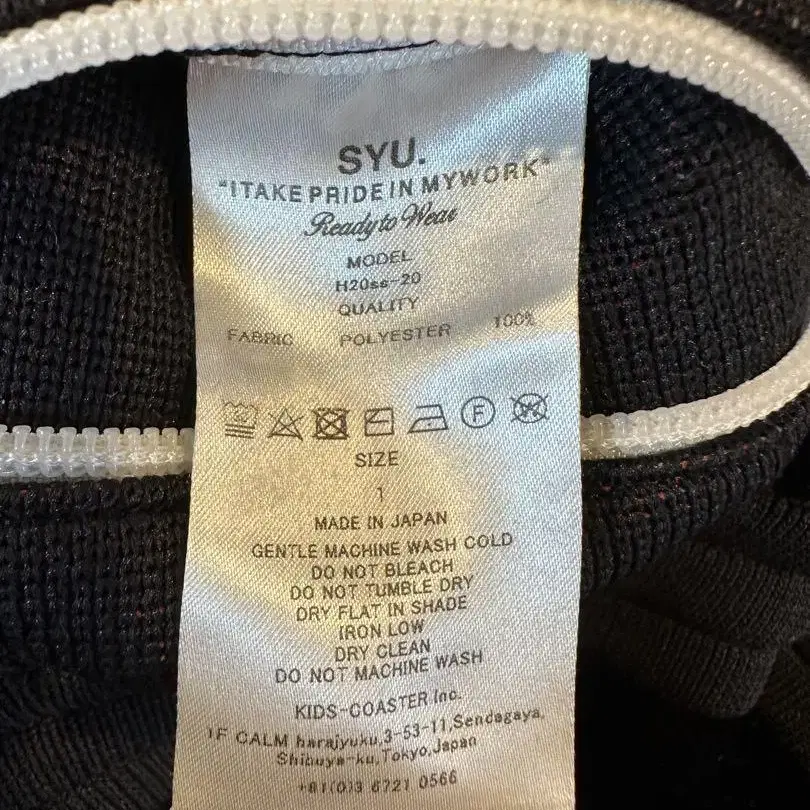 SYU.
"ITAKE PRIDE IN MYWORK"
Ready to Wear
MODEL
H20ss-20
QUALITY
FABRIC POLYESTER 100%
F
SIZE
1
MADE IN JAPAN
GENTLE MACHINE WASH COLD
DO NOT BLEACH
DO NOT TUMBLE DRY
DRY FLAT IN SHADE
IRON LOW
DRY CLEAN
DO NOT MACHINE WASH
KIDS-COASTER Inc.
1F CALM harajyuku,3-53-11,Sendagaya,
Shibuya-ku,Tokyo,Japan
+81(0)3 6721 0566